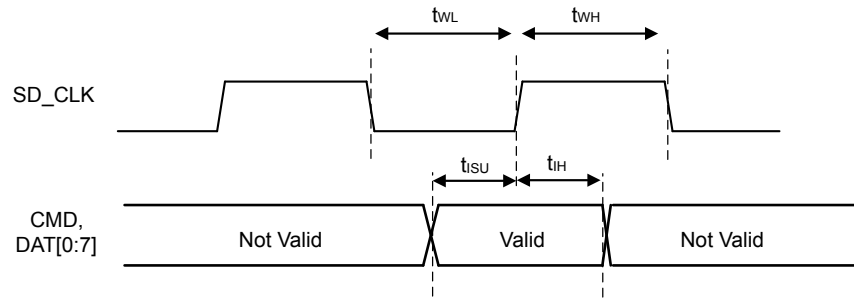 tWL tWH
SD_CLK
tISU tIH
CMD,
DAT[0:7]
Not Valid Valid Not Valid